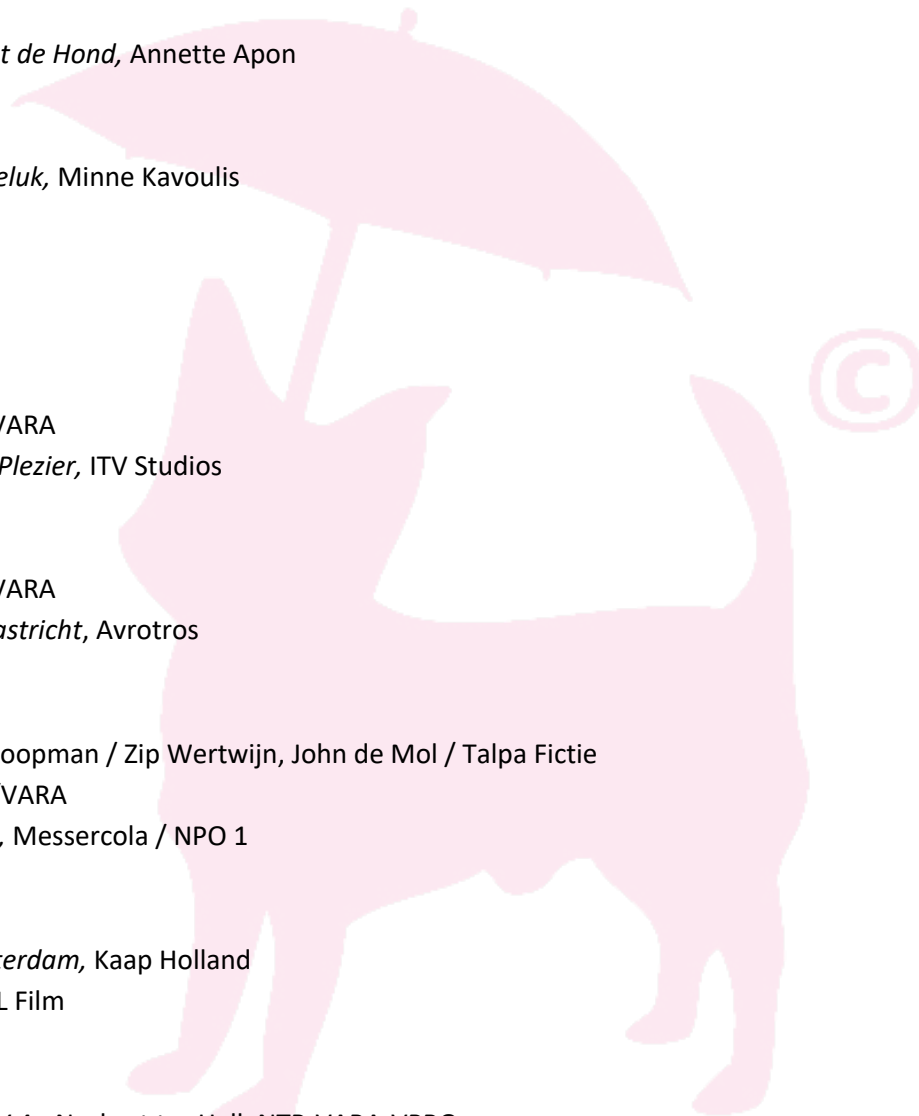 t de Hond, Annette Apon
eluk, Minne Kavoulis
©
VARA
Plezier, ITV Studios
VARA
astricht, Avrotros
oopman / Zip Wertwijn, John de Mol / Talpa Fictie
/VARA
, Messercola / NPO 1
terdam, Kaap Holland
L Film